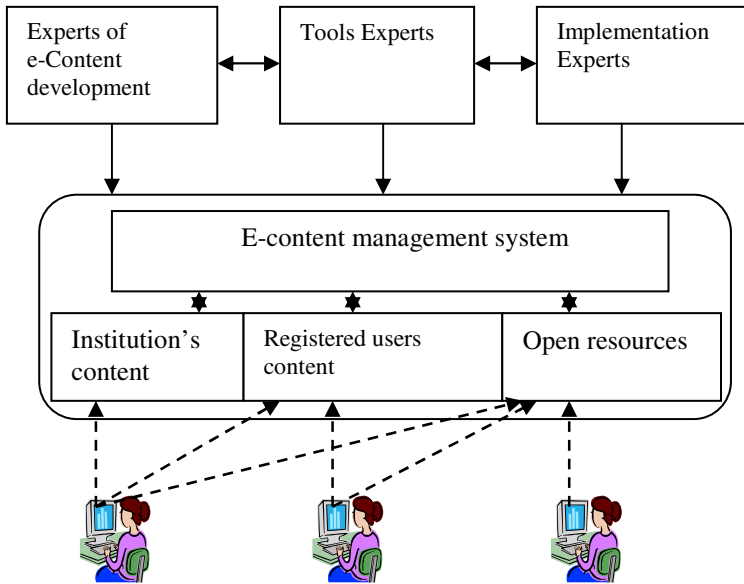 Experts of
e-Content
development
Tools Experts
Implementation
Experts
E-content management system
Institution's
content
Registered users
content
Open resources